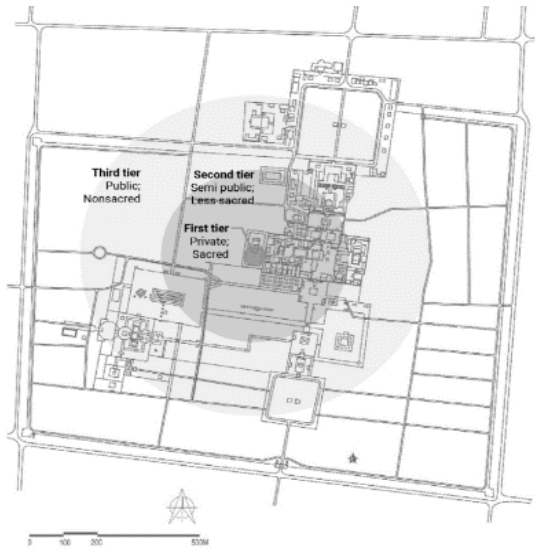 Third tier
Public;
Nonsacred
Second tier
Semi public;
Less sacred
First tier
Private;
Sacred
0 100 200 500M